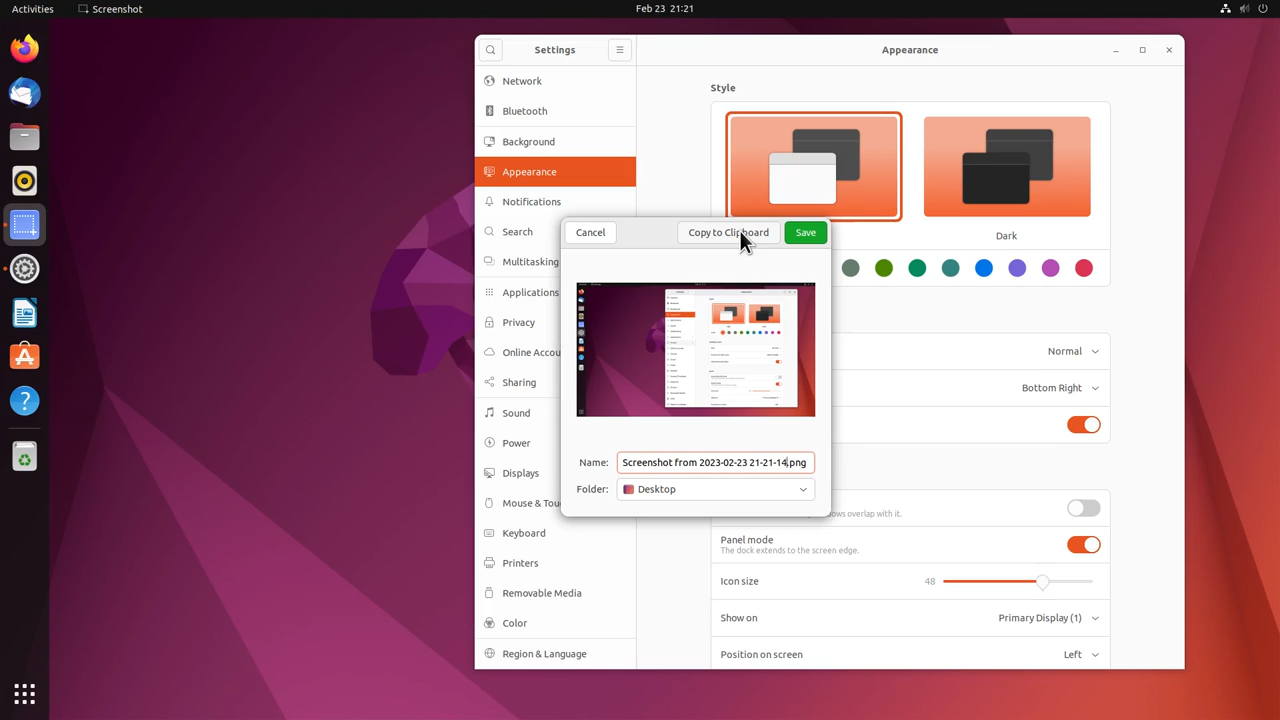 Activities
Screenshot
Feb 23 21:21
Settings
Appearance
Network
Bluetooth
Background
Appearance
Notifications
Search
Multitasking
Applications
Privacy
Online Accou
Sharing
Sound
Power
Displays
Mouse & Tou
Keyboard
Printers
Removable Media
Color
Region & Language
Style
Dark
Cancel
Copy to Clipboard
Save
Name:
Screenshot from 2023-02-23 21-21-14.png
Folder:
Desktop
Normal
Bottom Right
ndows overlap with it.
Panel mode
The dock extends to the screen edge.
Icon size
48
Show on
Primary Display (1)
Position on screen
Left